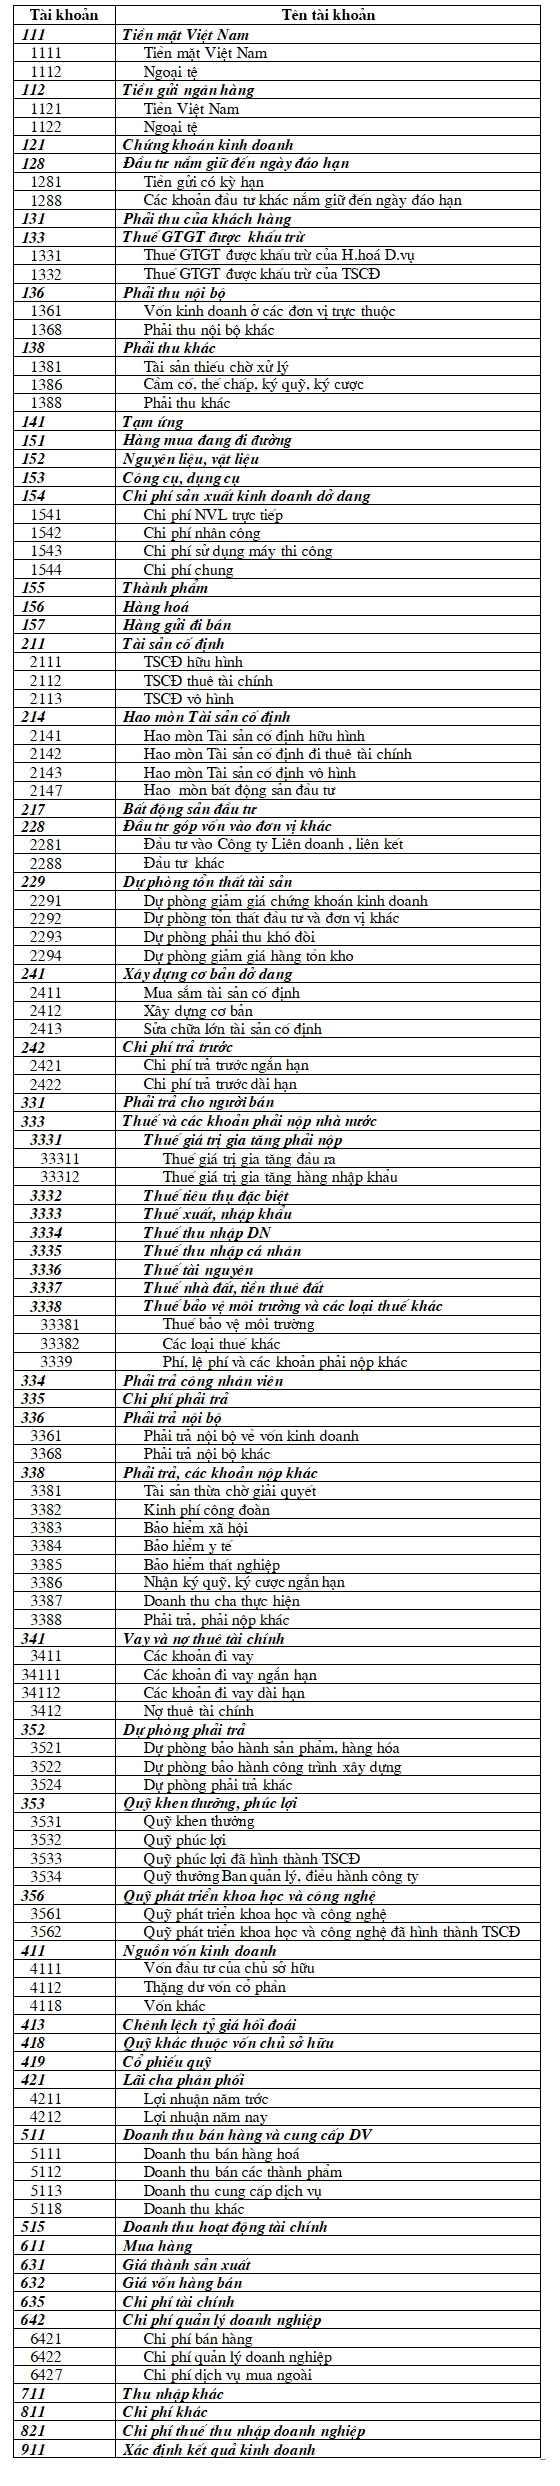 Tài khoản Tên tài khoản
111 Tiền mặt Việt Nam
1111 Tiền mặt Việt Nam
1112 Ngoại tệ
112 Tiền gửi ngân hàng
1121 Tiền Việt Nam
1122 Ngoại tệ
121 Chứng khoán kinh doanh
128 Đầu tư nắm giữ đến ngày đáo hạn
1281 Tiền gửi có kỳ hạn
1288 Các khoản đầu tư khác nắm giữ đến ngày đáo hạn
131 Phải thu của khách hàng
133 Thuế GTGT được khấu trừ
1331 Thuế GTGT được khấu trừ của H.hoá D.vụ
1332 Thuế GTGT được khấu trừ của TSCĐ
136 Phải thu nội bộ
1361 Vốn kinh doanh ở các đơn vị trực thuộc
1368 Phải thu nội bộ khác
138 Phải thu khác
1381 Tài sản thiếu chờ xử lý
1386 Cầm cố, thế chấp, ký quỹ, ký cược
1388 Phải thu khác
141 Tạm ứng
151 Hàng mua đang đi đường
152 Nguyên liệu, vật liệu
153 Công cụ, dụng cụ
154 Chi phí sản xuất kinh doanh dở dang
1541 Chi phí NVL trực tiếp
1542 Chi phí nhân công
1543 Chi phí sử dụng máy thi công
1544 Chi phí chung
155 Thành phẩm
156 Hàng hoá
157 Hàng gửi đi bán
211 Tài sản cố định
2111 TSCĐ hữu hình
2112 TSCĐ thuê tài chính
2113 TSCĐ vô hình
214 Hao mòn Tài sản cố định
2141 Hao mòn Tài sản cố định hữu hình
2142 Hao mòn Tài sản cố định đi thuê tài chính
2143 Hao mòn Tài sản cố định vô hình
2147 Hao mòn bất động sản đầu tư
217 Bất động sản đầu tư
228 Đầu tư góp vốn vào đơn vị khác
2281 Đầu tư vào Công ty Liên doanh , liên kết
2288 Đầu tư khác
229 Dự phòng tổn thất tài sản
2291 Dự phòng giảm giá chứng khoán kinh doanh
2292 Dự phòng tổn thất đầu tư và đơn vị khác
2293 Dự phòng phải thu khó đòi
2294 Dự phòng giảm giá hàng tồn kho
241 Xây dựng cơ bản dở dang
2411 Mua sắm tài sản cố định
2412 Xây dựng cơ bản
2413 Sửa chữa lớn tài sản cố định
242 Chi phí trả trước
2421 Chi phí trả trước ngắn hạn
2422 Chi phí trả trước dài hạn
331 Phải trả cho người bán
333 Thuế và các khoản phải nộp nhà nước
3331 Thuế giá trị gia tăng phải nộp
33311 Thuế giá trị gia tăng đầu ra
33312 Thuế giá trị gia tăng hàng nhập khẩu
3332 Thuế tiêu thụ đặc biệt
3333 Thuế xuất, nhập khẩu
3334 Thuế thu nhập DN
3335 Thuế thu nhập cá nhân
3336 Thuế tài nguyên
3337 Thuế nhà đất, tiền thuê đất
3338 Thuế bảo vệ môi trường và các loại thuế khác
33381 Thuế bảo vệ môi trường
33382 Các loại thuế khác
3339 Phí, lệ phí và các khoản phải nộp khác
334 Phải trả công nhân viên
335 Chi phí phải trả
336 Phải trả nội bộ
3361 Phải trả nội bộ về vốn kinh doanh
3368 Phải trả nội bộ khác
338 Phải trả, các khoản nộp khác
3381 Tài sản thừa chờ giải quyết
3382 Kinh phí công đoàn
3383 Bảo hiểm xã hội
3384 Bảo hiểm y tế
3385 Bảo hiểm thất nghiệp
3386 Nhận ký quỹ, ký cược ngắn hạn
3387 Doanh thu cha thực hiện
3388 Phải trả, phải nộp khác
341 Vay và nợ thuê tài chính
3411 Các khoản đi vay
34111 Các khoản đi vay ngắn hạn
34112 Các khoản đi vay dài hạn
3412 Nợ thuê tài chính
352 Dự phòng phải trả
3521 Dự phòng bảo hành sản phẩm, hàng hóa
3522 Dự phòng bảo hành công trình xây dựng
3524 Dự phòng phải trả khác
353 Quỹ khen thưởng, phúc lợi
3531 Quỹ khen thưởng
3532 Quỹ phúc lợi
3533 Quỹ phúc lợi đã hình thành TSCĐ
3534 Quỹ thưởng Ban quản lý, điều hành công ty
356 Quỹ phát triển khoa học và công nghệ
3561 Quỹ phát triển khoa học và công nghệ
3562 Quỹ phát triển khoa học và công nghệ đã hình thành TSCĐ
411 Nguồn vốn kinh doanh
4111 Vốn đầu tư của chủ sở hữu
4112 Thặng dư vốn cổ phần
4118 Vốn khác
413 Chênh lệch tỷ giá hối đoái
418 Quỹ khác thuộc vốn chủ sở hữu
419 Cổ phiếu quỹ
421 Lãi cha phân phối
4211 Lợi nhuận năm trớc
4212 Lợi nhuận năm nay
511 Doanh thu bán hàng và cung cấp DV
5111 Doanh thu bán hàng hoá
5112 Doanh thu bán các thành phẩm
5113 Doanh thu cung cấp dịch vụ
5118 Doanh thu khác
515 Doanh thu hoạt động tài chính
611 Mua hàng
631 Giá thành sản xuất
632 Giá vốn hàng bán
635 Chi phí tài chính
642 Chi phí quản lý doanh nghiệp
6421 Chi phí bán hàng
6422 Chi phí quản lý doanh nghiệp
6427 Chi phí dịch vụ mua ngoài
711 Thu nhập khác
811 Chi phí khác
821 Chi phí thuế thu nhập doanh nghiệp
911 Xác định kết quả kinh doanh